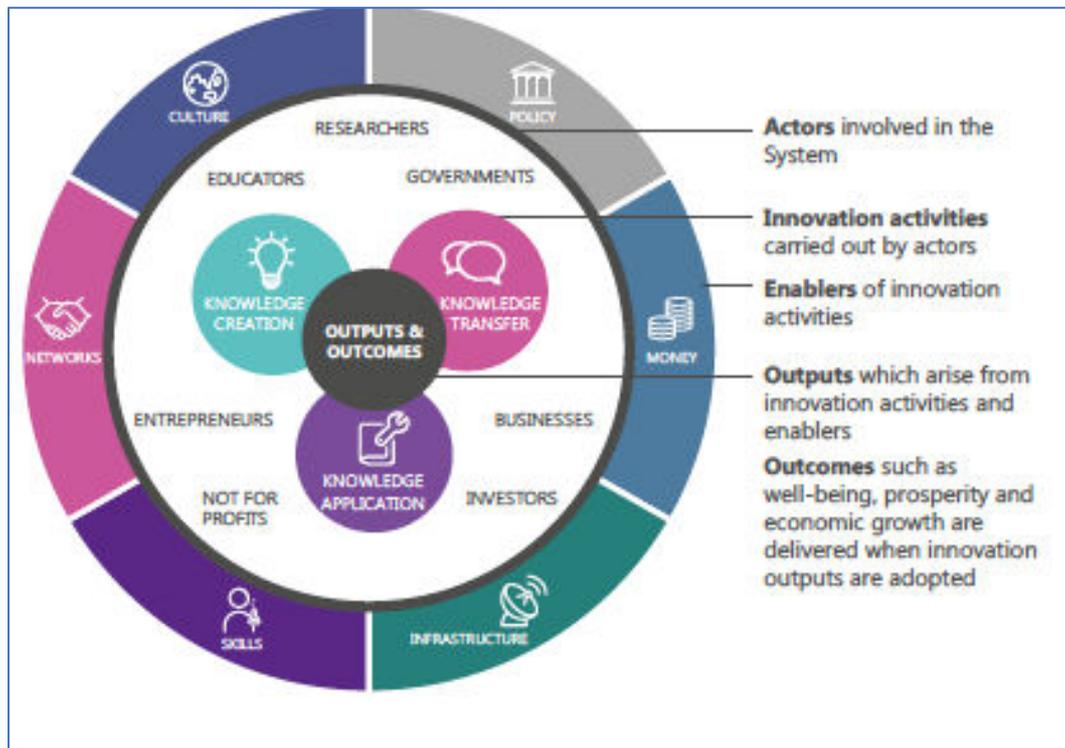 CULTURE
POLICY
RESEARCHERS
EDUCATORS
GOVERNMENTS
KNOWLEDGE
CREATION
KNOWLEDGE
TRANSFER
OUTPUTS &
OUTCOMES
NETWORKS
MONEY
ENTREPRENEURS
BUSINESSES
KNOWLEDGE
APPLICATION
NOT FOR
PROFITS
INVESTORS
SKILLS
INFRASTRUCTURE
Actors involved in the
System
Innovation activities
carried out by actors
Enablers of innovation
activities
Outputs which arise from
innovation activities and
enablers
Outcomes such as
well-being, prosperity and
economic growth are
delivered when innovation
outputs are adopted